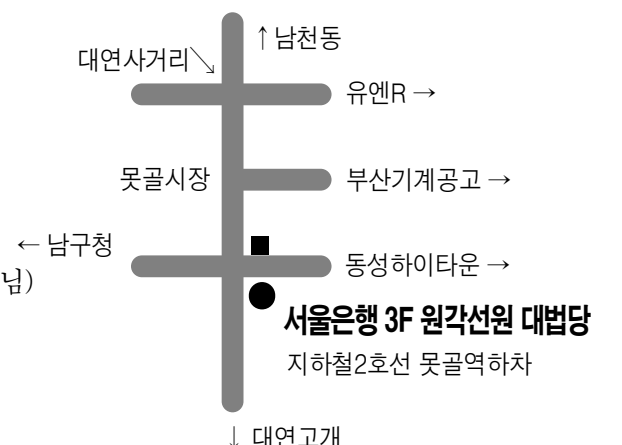 ↑남천동
대연사거리↘
유엔R →
못골시장
부산기계공고 →
← 남구청
님)
동성하이타운 →
서울은행 3F 원각선원 대법당
지하철2호선 못골역하차
↓ 대연고개